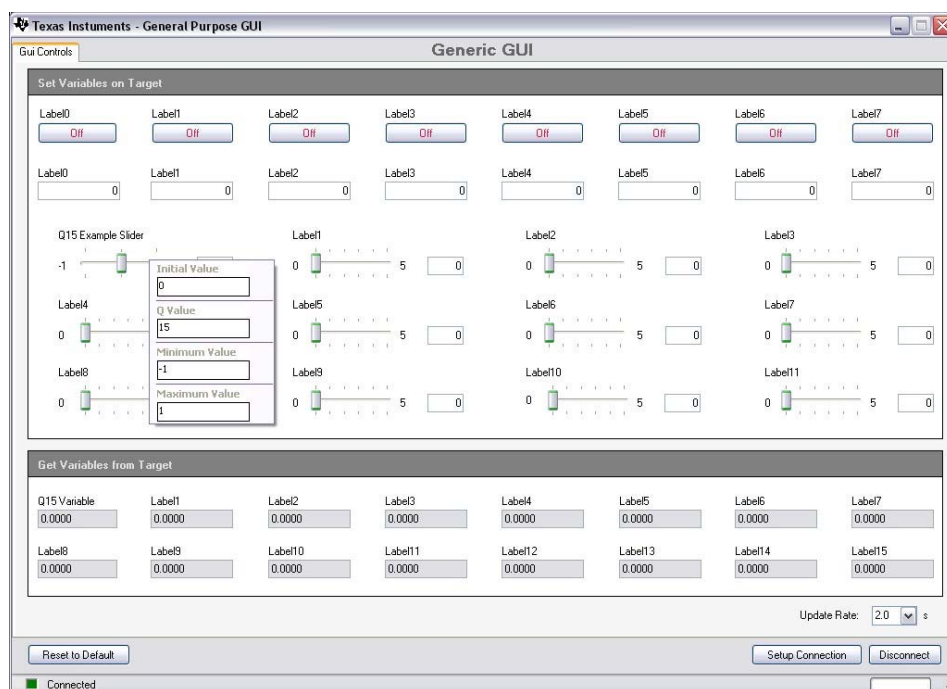 Texas Instuments - General Purpose GUI
Gui Controls
Generic GUI
Set Variables on Target
Label0 Label1 Label2 Label3 Label4 Label5 Label6 Label7
Off Off Off Off Off Off Off Off
Label0 Label1 Label2 Label3 Label4 Label5 Label6 Label7
0 0 0 0 0 0 0 0
Q15 Example Slider Label1 Label2 Label3
-1 0 5 0 0 5 0 0 5 0
Initial Value
0
Label4 Label5 Label6 Label7
Q Value
15
0 0 5 0 0 5 0 0 5 0
Minimum Value
-1
Label8 Label9 Label10 Label11
0 0 5 0 0 5 0 0 5 0
Maximum Value
1
Get Variables from Target
Q15 Variable Label1 Label2 Label3 Label4 Label5 Label6 Label7
0.0000 0.0000 0.0000 0.0000 0.0000 0.0000 0.0000 0.0000
Label8 Label9 Label10 Label11 Label12 Label13 Label14 Label15
0.0000 0.0000 0.0000 0.0000 0.0000 0.0000 0.0000 0.0000
Update Rate: 2.0 s
Reset to Default Setup Connection Disconnect
Connected